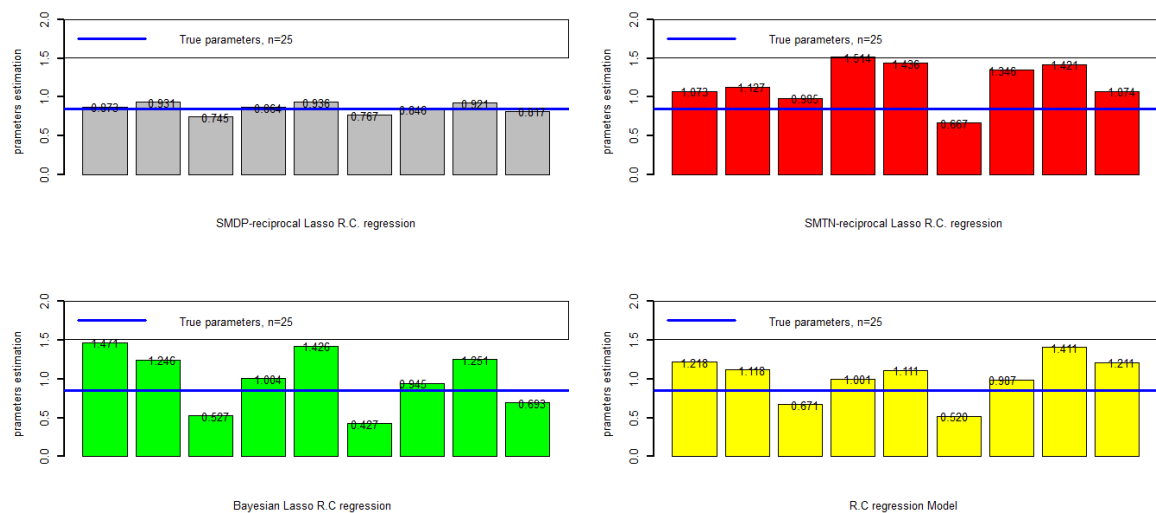 prameters estimation
0.0 0.5 1.0 1.5 2.0
True parameters, n=25
0.873 0.931 0.745 0.864 0.936 0.767 0.846 0.921 0.817
SMDP-reciprocal Lasso R.C. regression
prameters estimation
0.0 0.5 1.0 1.5 2.0
True parameters, n=25
1.073 1.127 0.985 1.514 1.436 0.667 1.346 1.421 1.074
SMTN-reciprocal Lasso R.C. regression
prameters estimation
0.0 0.5 1.0 1.5 2.0
True parameters, n=25
1.471 1.246 0.527 1.004 1.426 0.427 0.945 1.251 0.693
Bayesian Lasso R.C regression
prameters estimation
0.0 0.5 1.0 1.5 2.0
True parameters, n=25
1.218 1.118 0.671 1.001 1.111 0.520 0.987 1.411 1.211
R.C regression Model